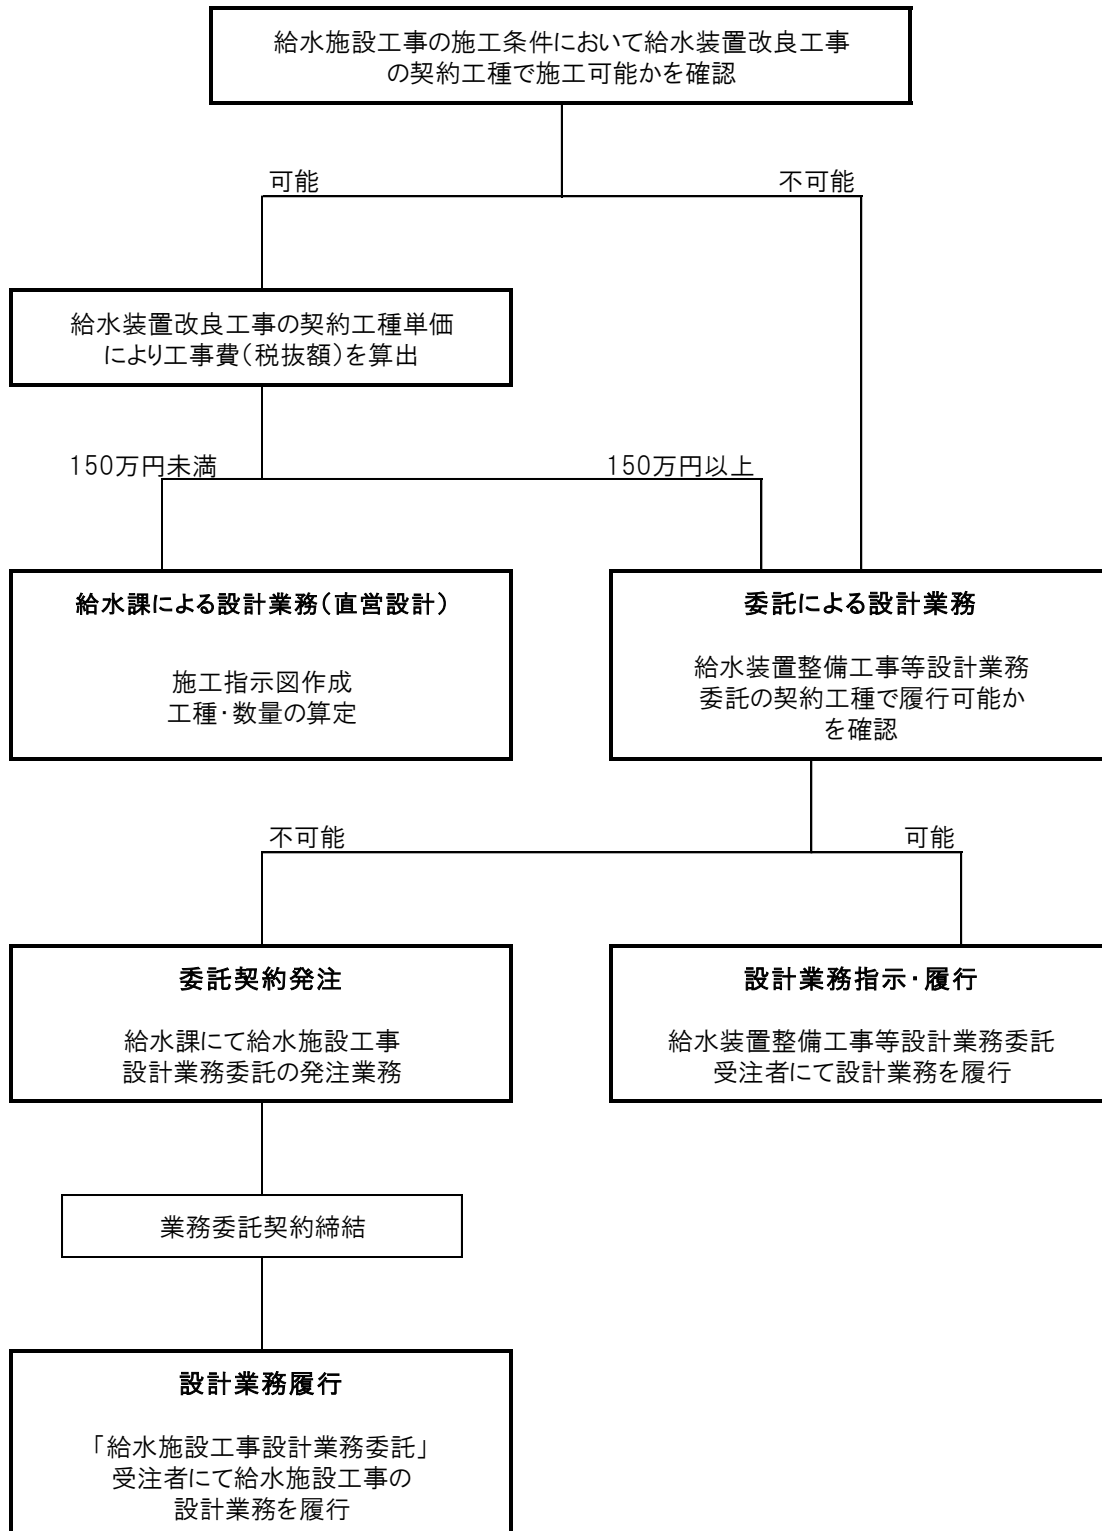 給水施設工事の施工条件において給水装置改良工事
の契約工種で施工可能かを確認
可能
不可能
給水装置改良工事の契約工種単価
により工事費（税抜額）を算出
150万円未満
150万円以上
給水課による設計業務（直営設計）
施工指示図作成
工種・数量の算定
委託による設計業務
給水装置整備工事等設計業務
委託の契約工種で履行可能か
を確認
不可能
可能
委託契約発注
給水課にて給水施設工事
設計業務委託の発注業務
設計業務指示・履行
給水装置整備工事等設計業務委託
受注者にて設計業務を履行
業務委託契約締結
設計業務履行
「給水施設工事設計業務委託」
受注者にて給水施設工事の
設計業務を履行